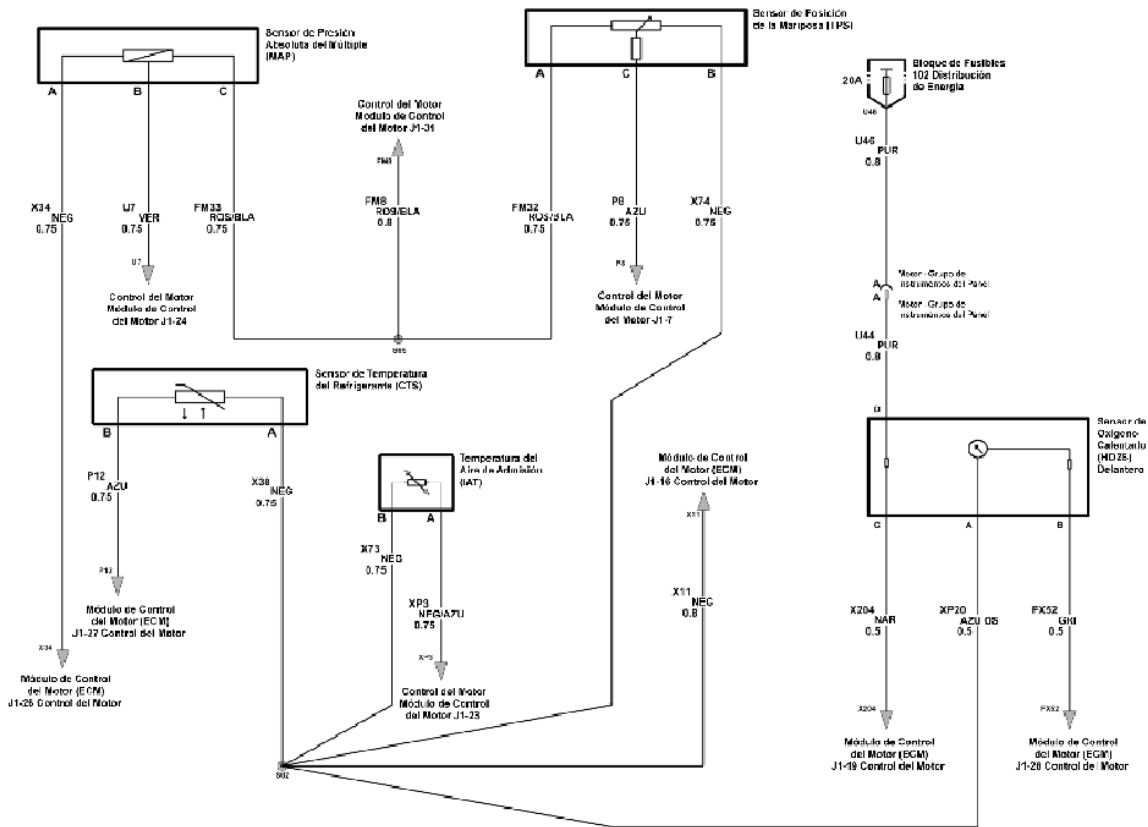 Sensor de Presión
Absoluta del Múltiple
(MAP)
A
B
C
Sensor de Posición
de la Mariposa (TPS)
A
C
B
Bloque de Fusibles
102 Distribución
de Energía
20A
U46
U46
PUR
0.8
Control del Motor
Módulo de Control
del Motor J1-31
FM8
X34
NEG
0.75
U7
VER
0.75
FM33
ROS/BLA
0.75
FM8
ROS/BLA
0.8
FM32
ROS/BLA
0.75
P8
AZU
0.75
X74
NEG
0.75
U7
P8
Control del Motor
Módulo de Control
del Motor J1-24
Control del Motor
Módulo de Control
del Motor J1-7
Motor - Grupo de
Instrumentos del Panel
A
A
Motor - Grupo de
Instrumentos del Panel
U44
PUR
0.8
Sensor de Temperatura
del Refrigerante (CTS)
B
A
D
Sensor de
Oxígeno
Calentado
Delantero
C
A
B
Temperatura del
Aire de Admisión
(IAT)
B
A
Módulo de Control
del Motor (ECM)
J1-16 Control del Motor
X11
P12
AZU
0.75
X38
NEG
0.75
X73
NEG
0.75
XP3
NEG/AZU
0.75
X11
NEG
0.8
X204
NAR
0.5
XP20
AZU OS
0.5
FX52
GRI
0.5
P12
Módulo de Control
del Motor (ECM)
J1-27 Control del Motor
X34
Módulo de Control
del Motor (ECM)
Control del Motor
XP3
Control del Motor
Módulo de Control
del Motor J1-23
X204
Módulo de Control
del Motor (ECM)
J1-19 Control del Motor
FX52
Módulo de Control
del Motor (ECM)
Control del Motor